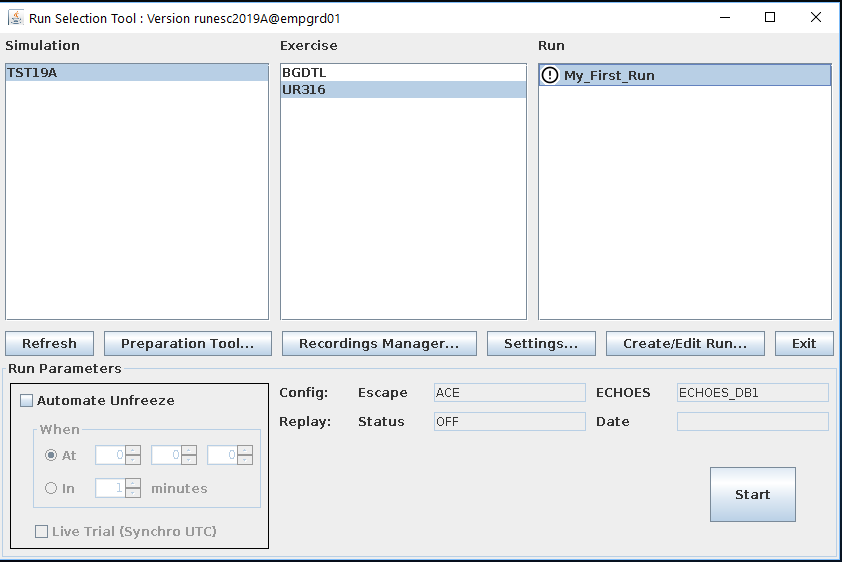 Run Selection Tool : Version runesc2019A@empgrd01
Simulation Exercise Run
TST19A
BGDTL
UR316
My_First_Run
Refresh Preparation Tool... Recordings Manager... Settings... Create/Edit Run... Exit
Run Parameters
Automate Unfreeze
When
At 0 0 0
In 1 minutes
Live Trial (Synchro UTC)
Config: Escape ACE ECHOES ECHOES_DB1
Replay: Status OFF Date
Start